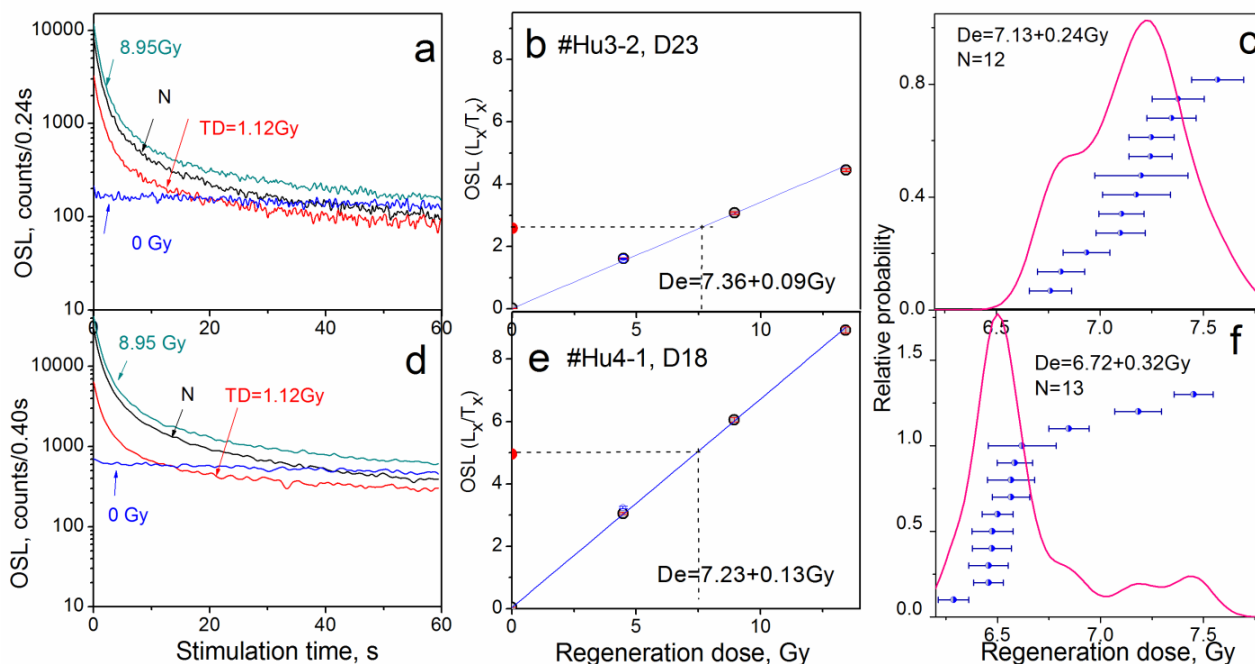 a
8.95Gy
N
TD=1.12Gy
0 Gy
OSL, counts/0.24s
10000
1000
100
10
b
#Hu3-2, D23
OSL (Lx/Tx)
6
4
2
0
De=7.36+0.09Gy
0 5 10
c
De=7.13+0.24Gy
N=12
0.8
0.4
0.0
6.5 7.0 7.5
d
8.95 Gy
N
TD=1.12Gy
0 Gy
OSL, counts/0.40s
10000
1000
100
10
0 20 40 60
0 20 40 60
Stimulation time, s
e
#Hu4-1, D18
OSL (Lx/Tx)
8
6
4
2
0
De=7.23+0.13Gy
0 5 10
Regeneration dose, Gy
f
De=6.72+0.32Gy
N=13
Relative probability
1.5
1.0
0.5
0.0
6.5 7.0 7.5
Regeneration dose, Gy